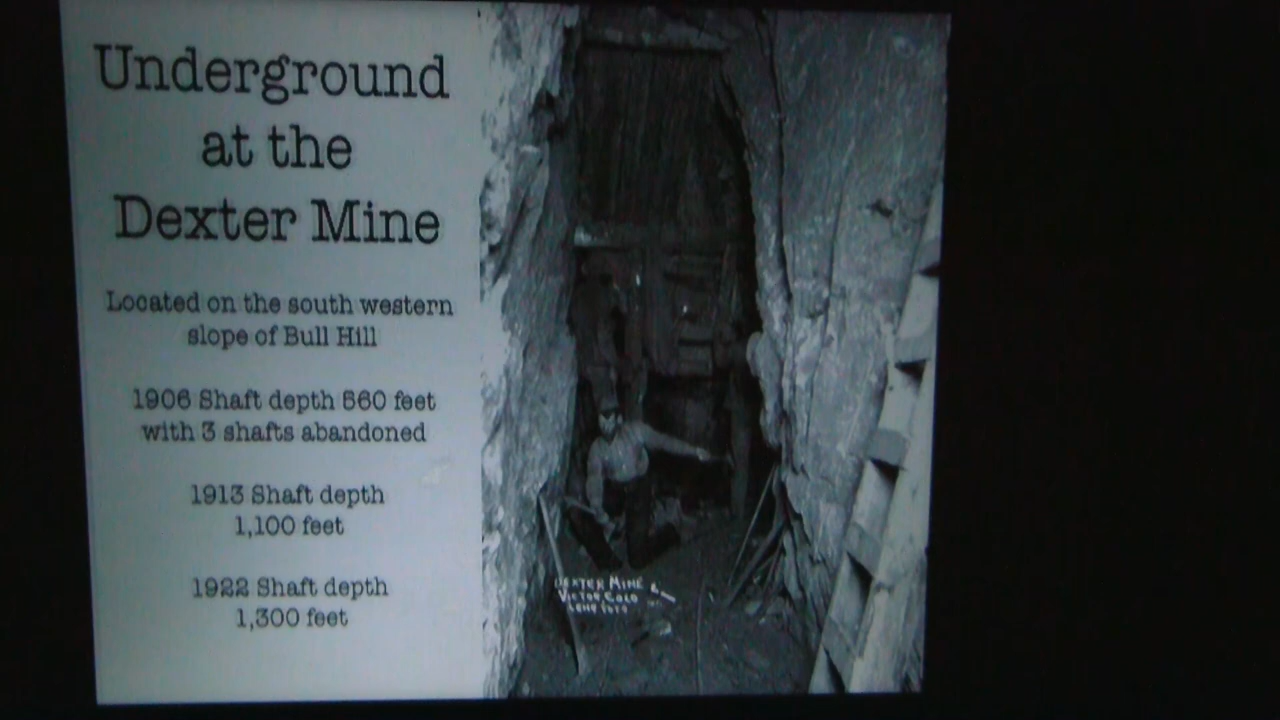 Underground
at the
Dexter Mine
Located on the south western
slope of Bull Hill
1906 Shaft depth 560 feet
with 3 shafts abandoned
1913 Shaft depth
1,100 feet
1922 Shaft depth
1,300 feet
DEXTER MINE
VICTOR COLO